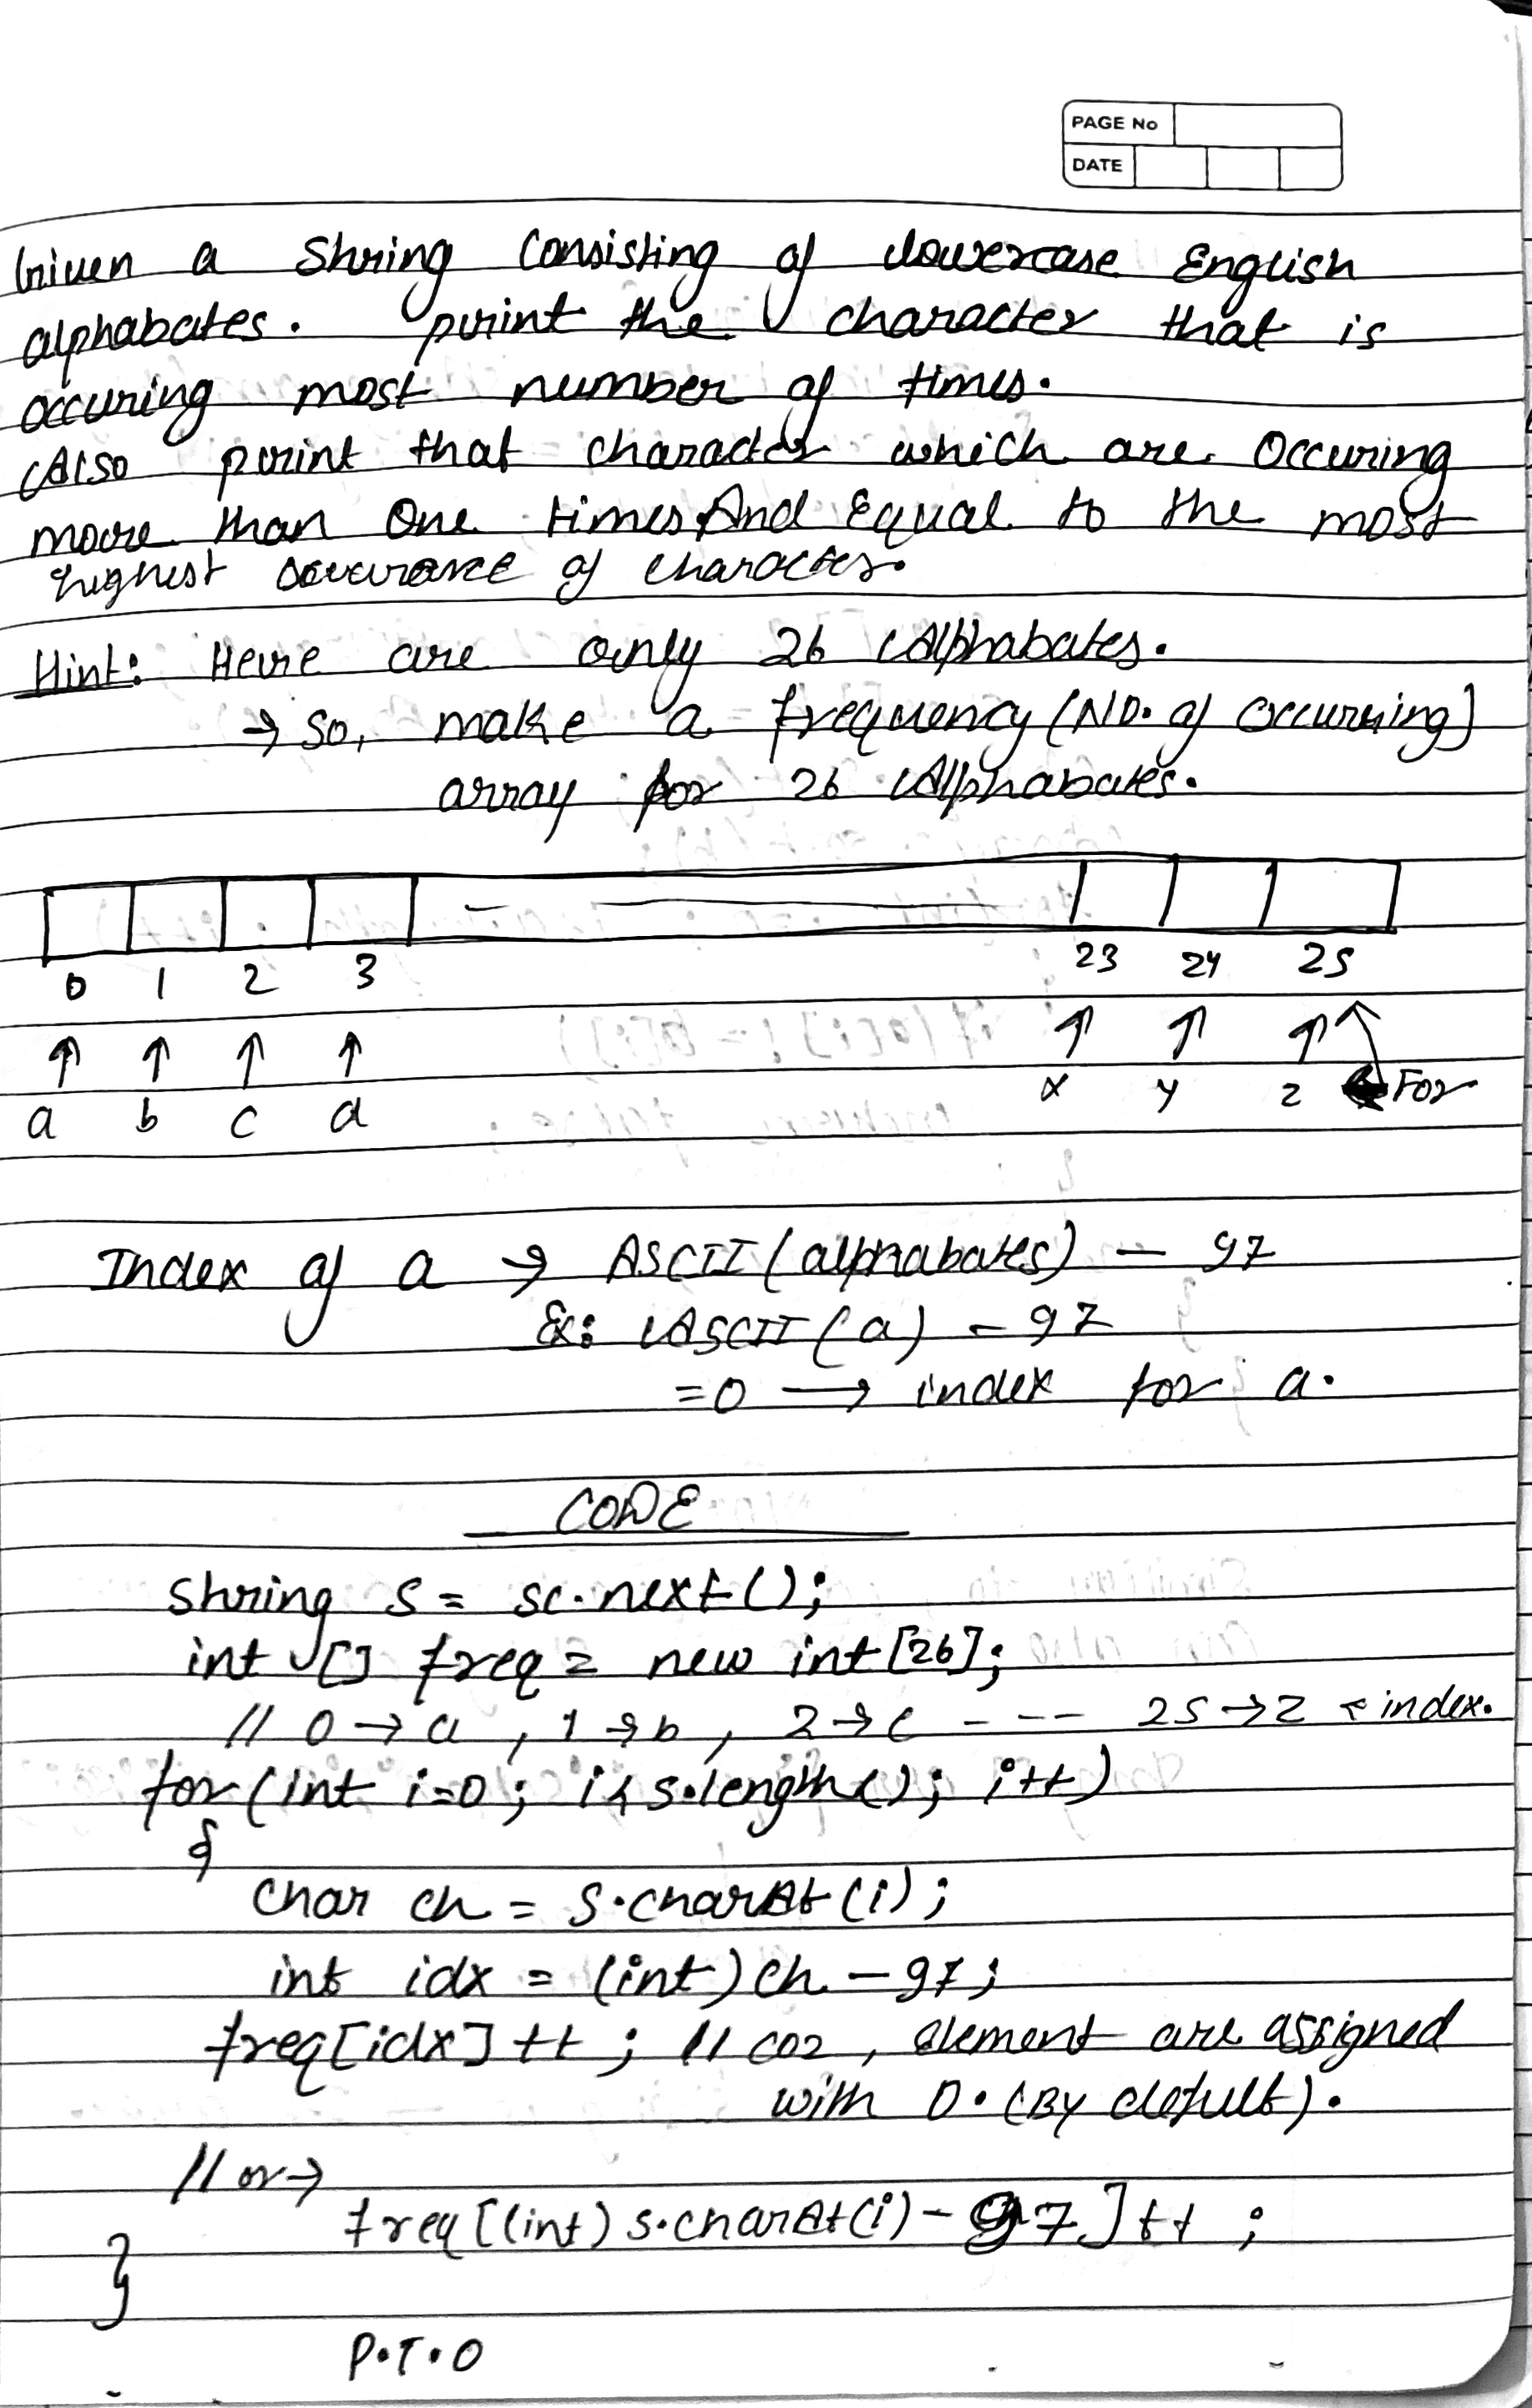 PAGE No
DATE
Given a String Consisting of lowercase English
alphabates. print the character that is
occuring most number of times.
Also print that character which are Occuring
more than One times And Equal to the most
highest occurance of character.
Hint: Here are only 26 Alphabates.
→ So, make a frequency (No. of occurring)
array for 26 Alphabates.
0 1 2 3 23 24 25
↑ ↑ ↑ ↑ ↑ ↑ ↑
a b c d x y z For
Index of a → ASCII (alphabates) - 97
Ex: ASCII (a) - 97
=0 → index for a.
CODE
String s = sc.next();
int [] freq = new int[26];
// 0 → a, 1 → b, 2 → c - -- 25 → z ← index.
for (int i=0; i< s.length(); i++)
{
char ch = s.charAt(i);
int idx = (int) ch - 97;
freq[idx] ++ ; // coz, element are assigned
with 0. (By defult).
// or →
freq [(int) s.charAt(i) - 97] ++ ;
}
P.T.O